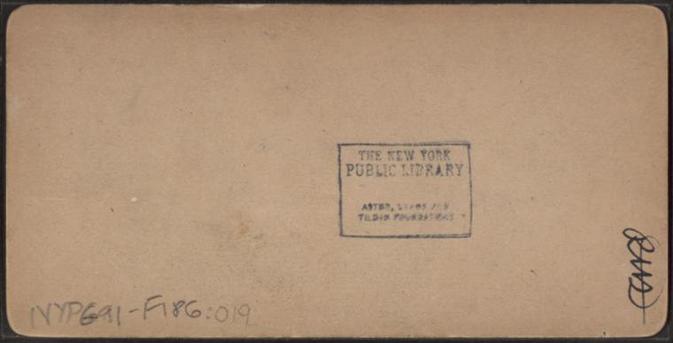 THE NEW YORK
PUBLIC LIBRARY
ASTOR, LENOX AND
TILDEN FOUNDATIONS
NYPG91-F186:019